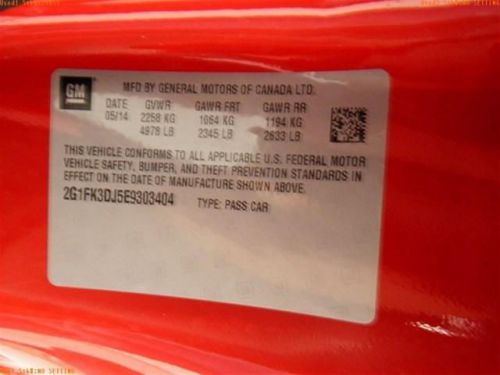 GM
MFD BY GENERAL MOTORS OF CANADA LTD.
DATE GVWR GAWR FRT GAWR RR
05/14 2258 KG 1064 KG 1194 KG
4978 LB 2345 LB 2633 LB
THIS VEHICLE CONFORMS TO ALL APPLICABLE U.S. FEDERAL MOTOR
VEHICLE SAFETY, BUMPER, AND THEFT PREVENTION STANDARDS IN
EFFECT ON THE DATE OF MANUFACTURE SHOWN ABOVE.
2G1FK3DJ5E9303404 TYPE: PASS CAR